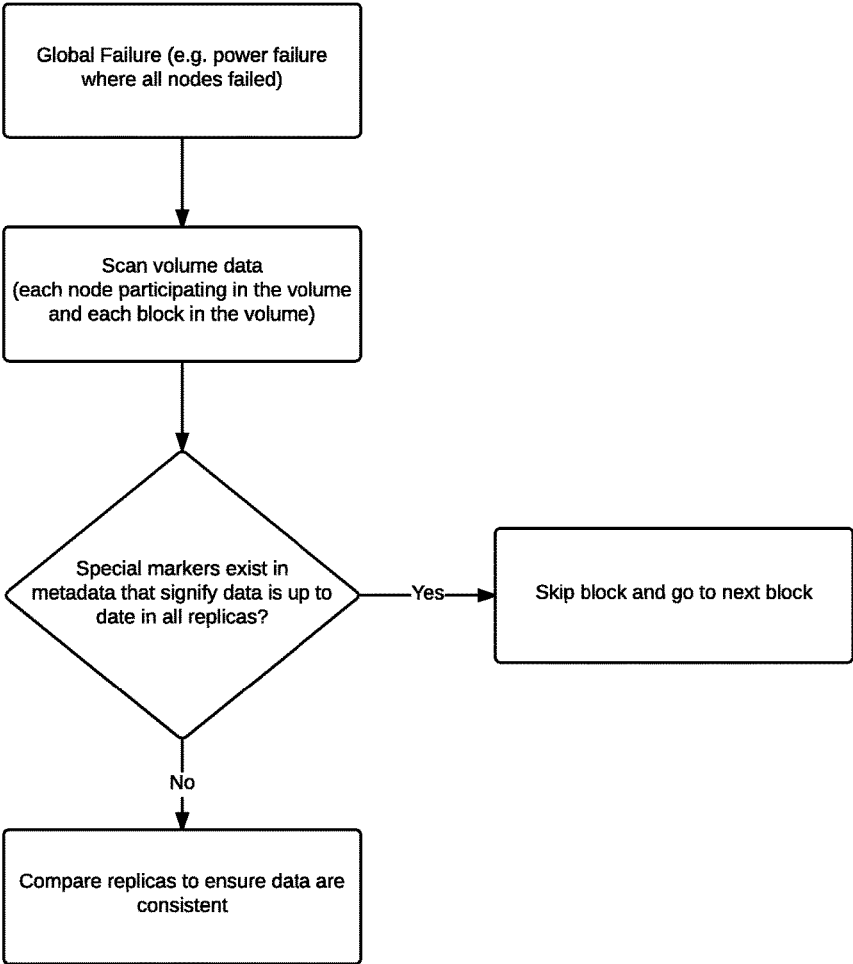 Global Failure (e.g. power failure
where all nodes failed)
Scan volume data
(each node participating in the volume
and each block in the volume)
Special markers exist in
metadata that signify data is up to
date in all replicas?
Yes
Skip block and go to next block
No
Compare replicas to ensure data are
consistent